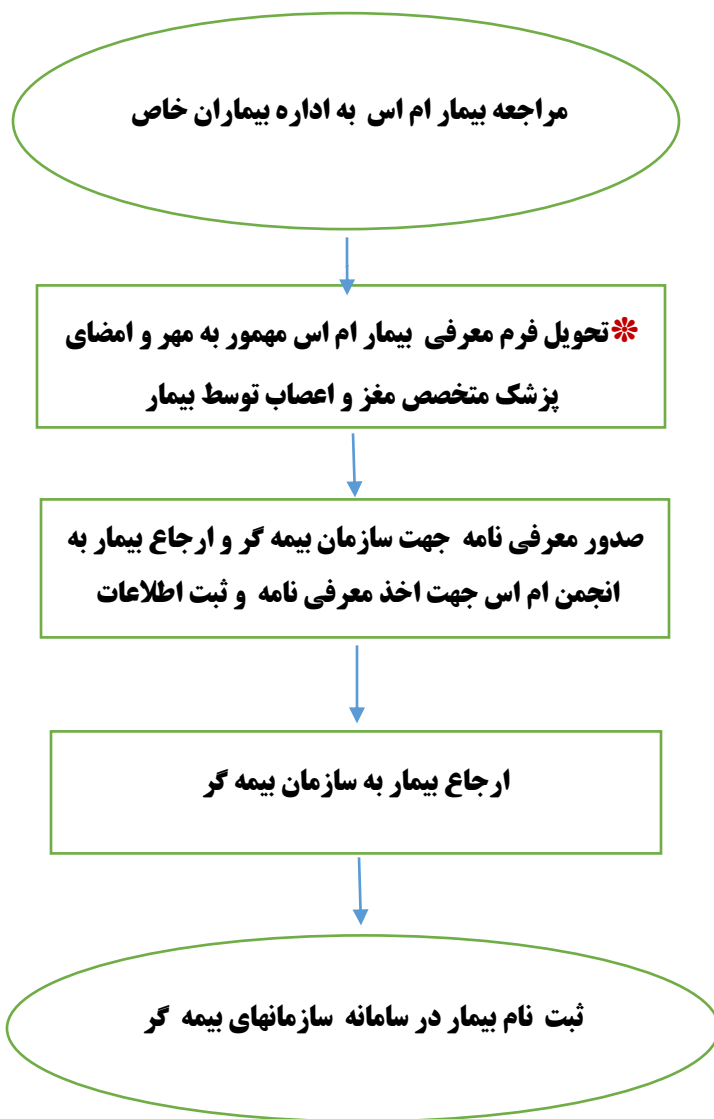 مراجعه بیمار ام اس به اداره بیماران خاص
❊تحویل فرم معرفی بیمار ام اس مهمور به مهر و امضای
پزشک متخصص مغز و اعصاب توسط بیمار
صدور معرفی نامه جهت سازمان بیمه گر و ارجاع بیمار به
انجمن ام اس جهت اخذ معرفی نامه و ثبت اطلاعات
ارجاع بیمار به سازمان بیمه گر
ثبت نام بیمار در سامانه سازمانهای بیمه گر